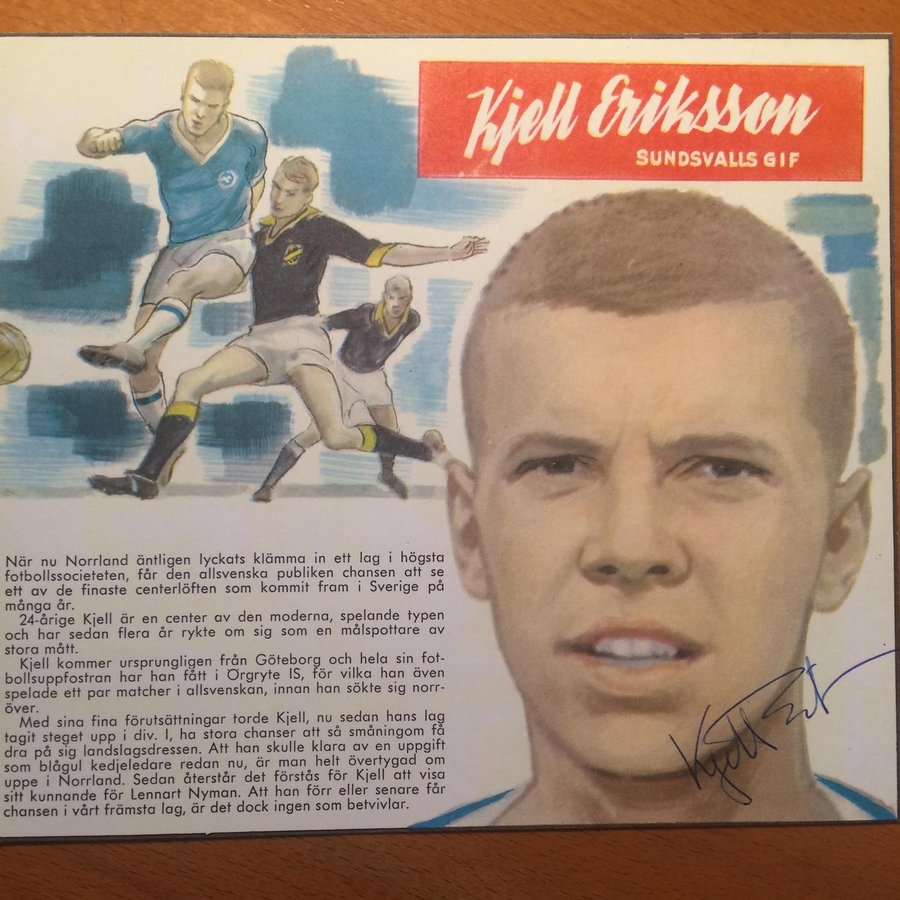 Kjell Eriksson
SUNDSVALLS GIF
När nu Norrland äntligen lyckats klämma in ett lag i högsta
fotbollssocieteten, får den allsvenska publiken chansen att se
ett av de finaste centerlöften som kommit fram i Sverige på
många år.
24-årige Kjell är en center av den moderna, spelande typen
och har sedan flera år rykte om sig som en målspottare av
stora mått.
Kjell kommer ursprungligen från Göteborg och hela sin fot-
bollsuppfostran har han fått i Örgryte IS, för vilka han även
spelade ett par matcher i allsvenskan, innan han sökte sig norr-
över.
Med sina fina förutsättningar torde Kjell, nu sedan hans lag
tagit steget upp i div. I, ha stora chanser att så småningom få
dra på sig landslagsdressen. Att han skulle klara av en uppgift
som blågul kedjeledare redan nu, är man helt övertygad om
uppe i Norrland. Sedan återstår det förstås för Kjell att visa
sitt kunnande för Lennart Nyman. Att han förr eller senare får
chansen i vårt främsta lag, är det dock ingen som betvivlar.